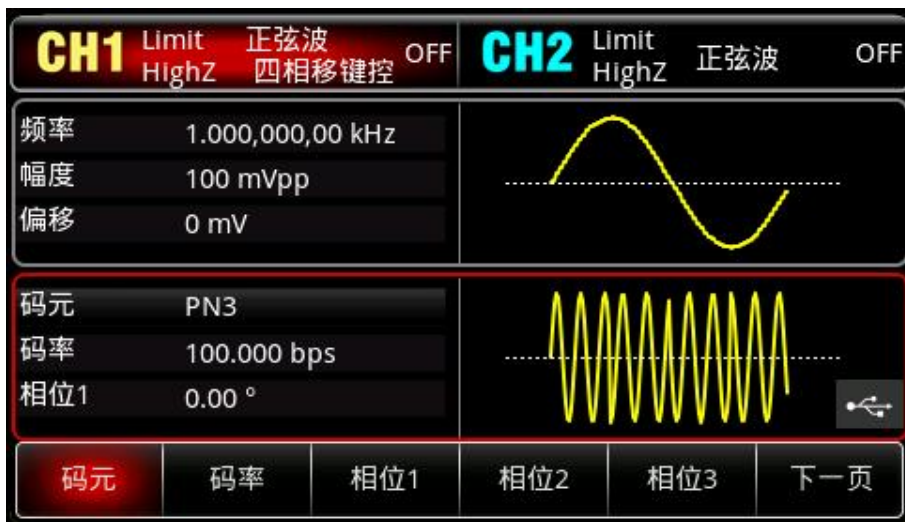 CH1 Limit 正弦波 OFF CH2 Limit 正弦波 OFF
HighZ 四相移键控 HighZ
频率 1.000,000,00 kHz
幅度 100 mVpp
偏移 0 mV
码元 PN3
码率 100.000 bps
相位1 0.00 °
码元 码率 相位1 相位2 相位3 下一页